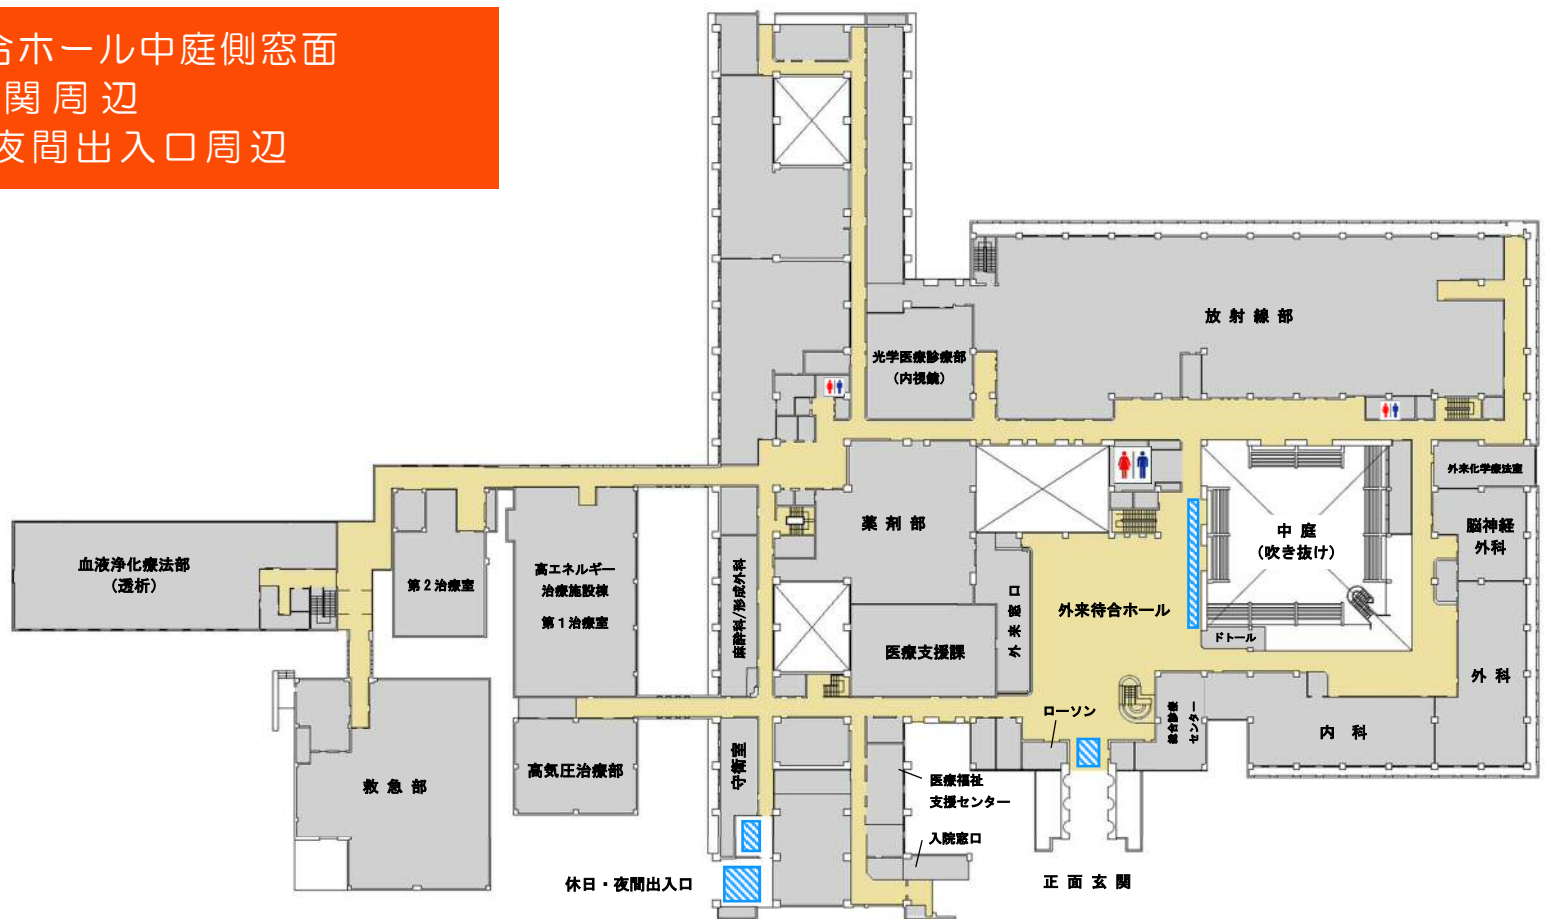 合ホール中庭側窓面
関周辺
夜間出入口周辺
放射線部
光学医療診療部
(内視鏡)
外来化学療法室
薬剤部
中庭
(吹き抜け)
脳神経
外科
血液浄化療法部
(透析)
第2治療室
高エネルギー
治療施設棟
第1治療室
麻酔科/形成外科
外来窓口
外来待合ホール
ドトール
医療支援課
外科
ローソン
総合診療
センター
内科
守衛室
高気圧治療部
救急部
医療福祉
支援センター
入院窓口
休日・夜間出入口
正面玄関